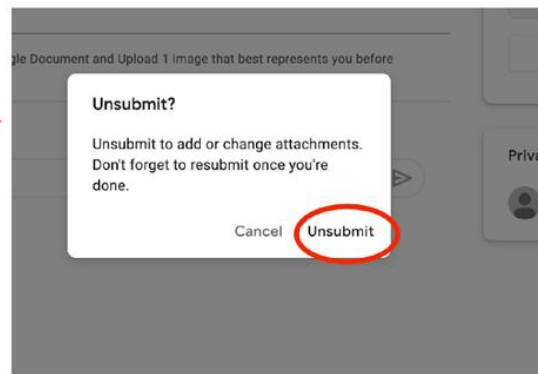 gle Document and Upload 1 image that best represents you before
Unsubmit?
Unsubmit to add or change attachments.
Don't forget to resubmit once you're
done.
Priva
Cancel Unsubmit